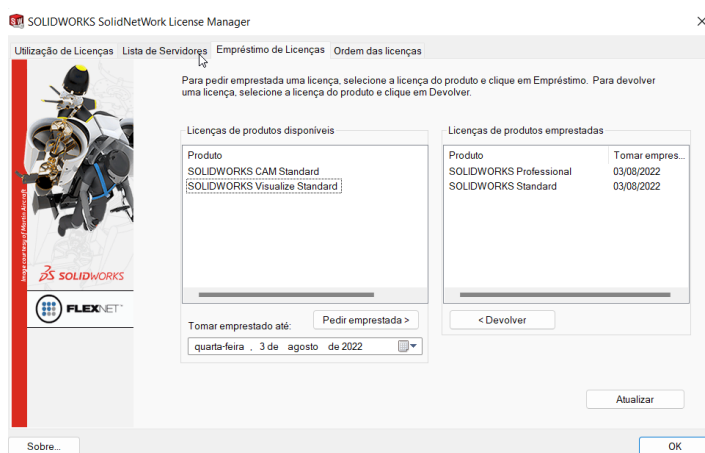 SOLIDWORKS SolidNetWork License Manager
Utilização de Licenças Lista de Servidores Empréstimo de Licenças Ordem das licenças
Para pedir emprestada uma licença, selecione a licença do produto e clique em Empréstimo. Para devolver
uma licença, selecione a licença do produto e clique em Devolver.
Licenças de produtos disponíveis
Produto
SOLIDWORKS CAM Standard
SOLIDWORKS Visualize Standard
Licenças de produtos emprestadas
Produto Tomar empres...
SOLIDWORKS Professional 03/08/2022
SOLIDWORKS Standard 03/08/2022
Image courtesy of Martin Aircraft
SOLIDWORKS
FLEXNET
Tomar emprestado até:
Pedir emprestada >
< Devolver
quarta-feira , 3 de agosto de 2022
Atualizar
Sobre...
OK